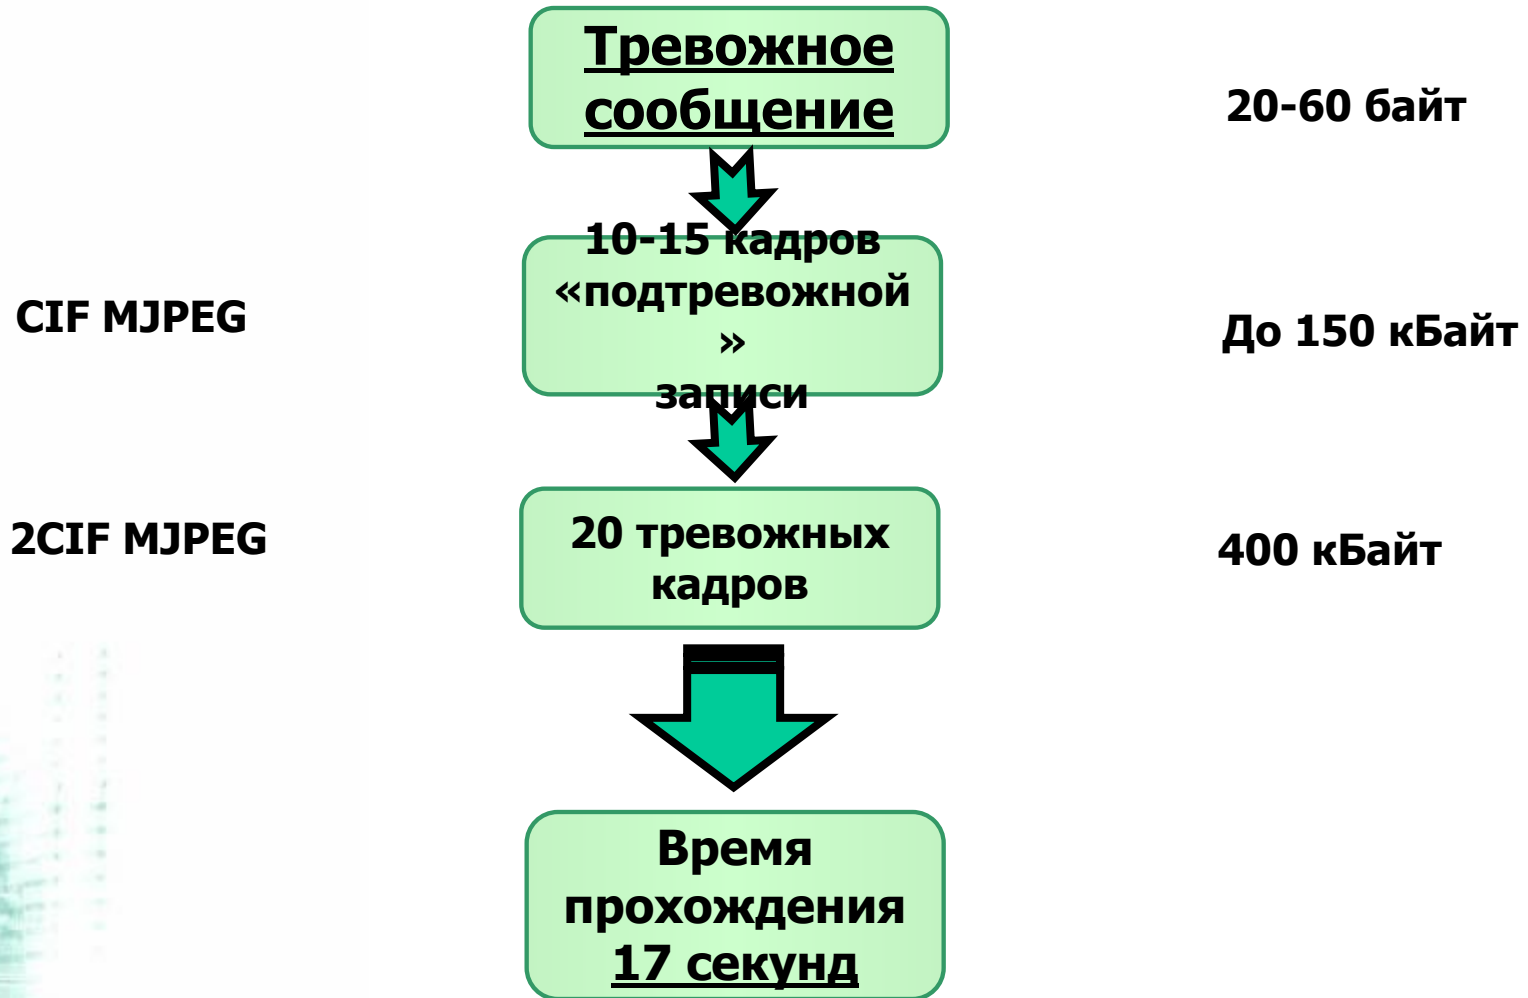 Тревожное
сообщение
20-60 байт
10-15 кадров
«подтревожной
»
записи
CIF MJPEG
До 150 кБайт
2CIF MJPEG
20 тревожных
кадров
400 кБайт
Время
прохождения
17 секунд